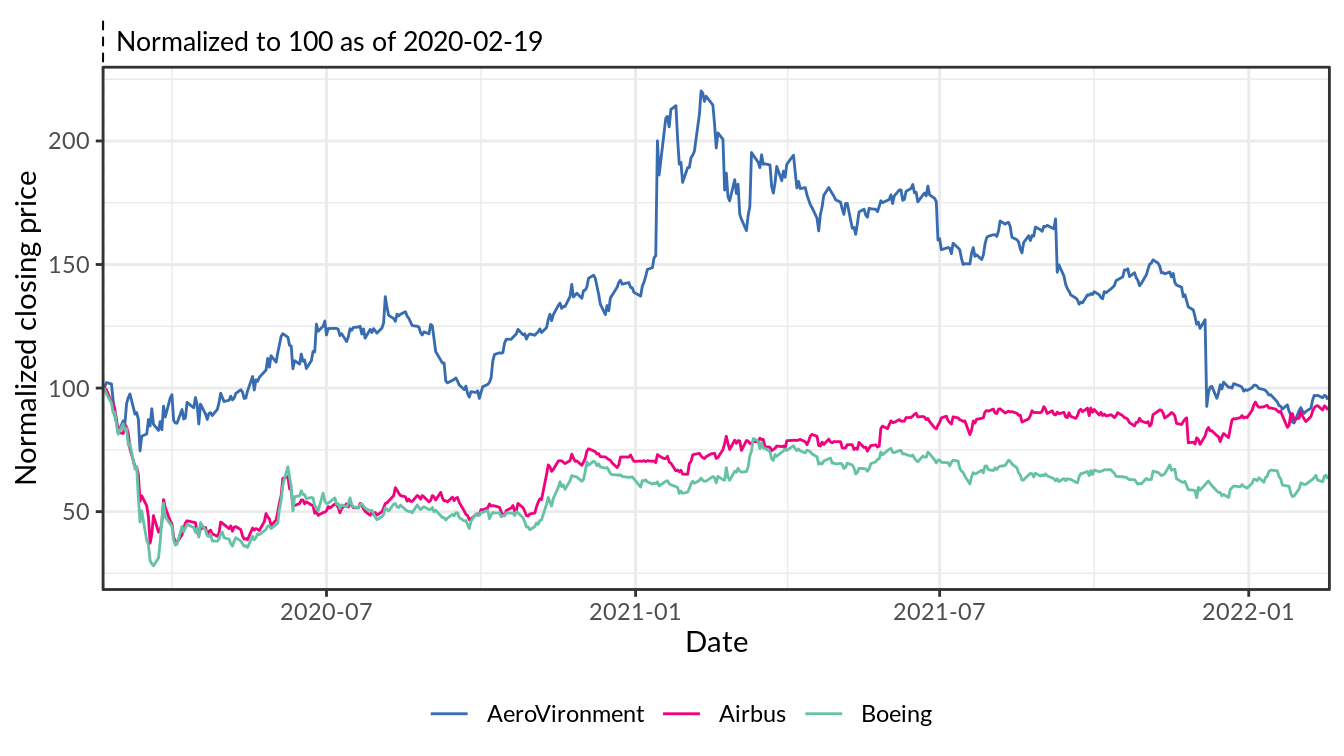 Normalized to 100 as of 2020-02-19
Normalized closing price
200
150
100
50
2020-07 2021-01 2021-07 2022-01
Date
AeroVironment Airbus Boeing